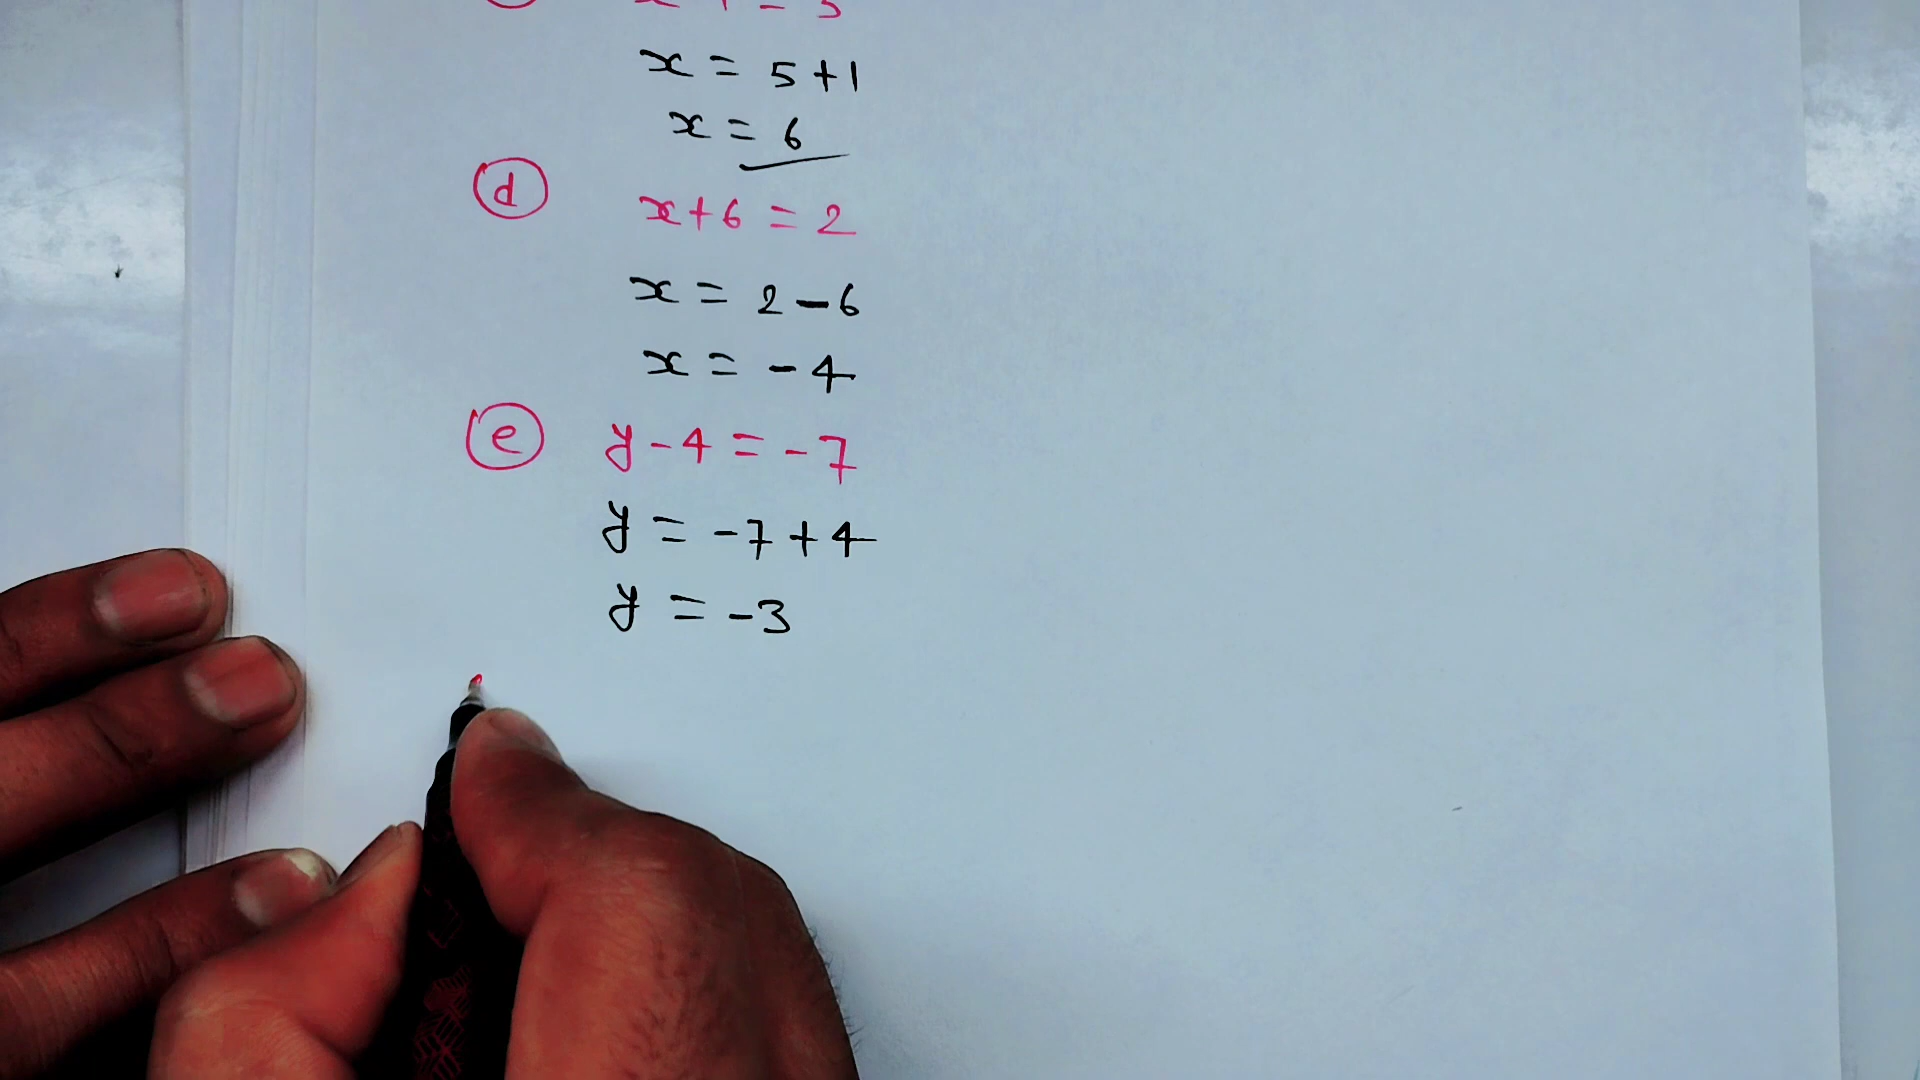 x = 5+1
x = 6
(d) x+6 = 2
x = 2-6
x = -4
(e) y-4 = -7
y = -7+4
y = -3